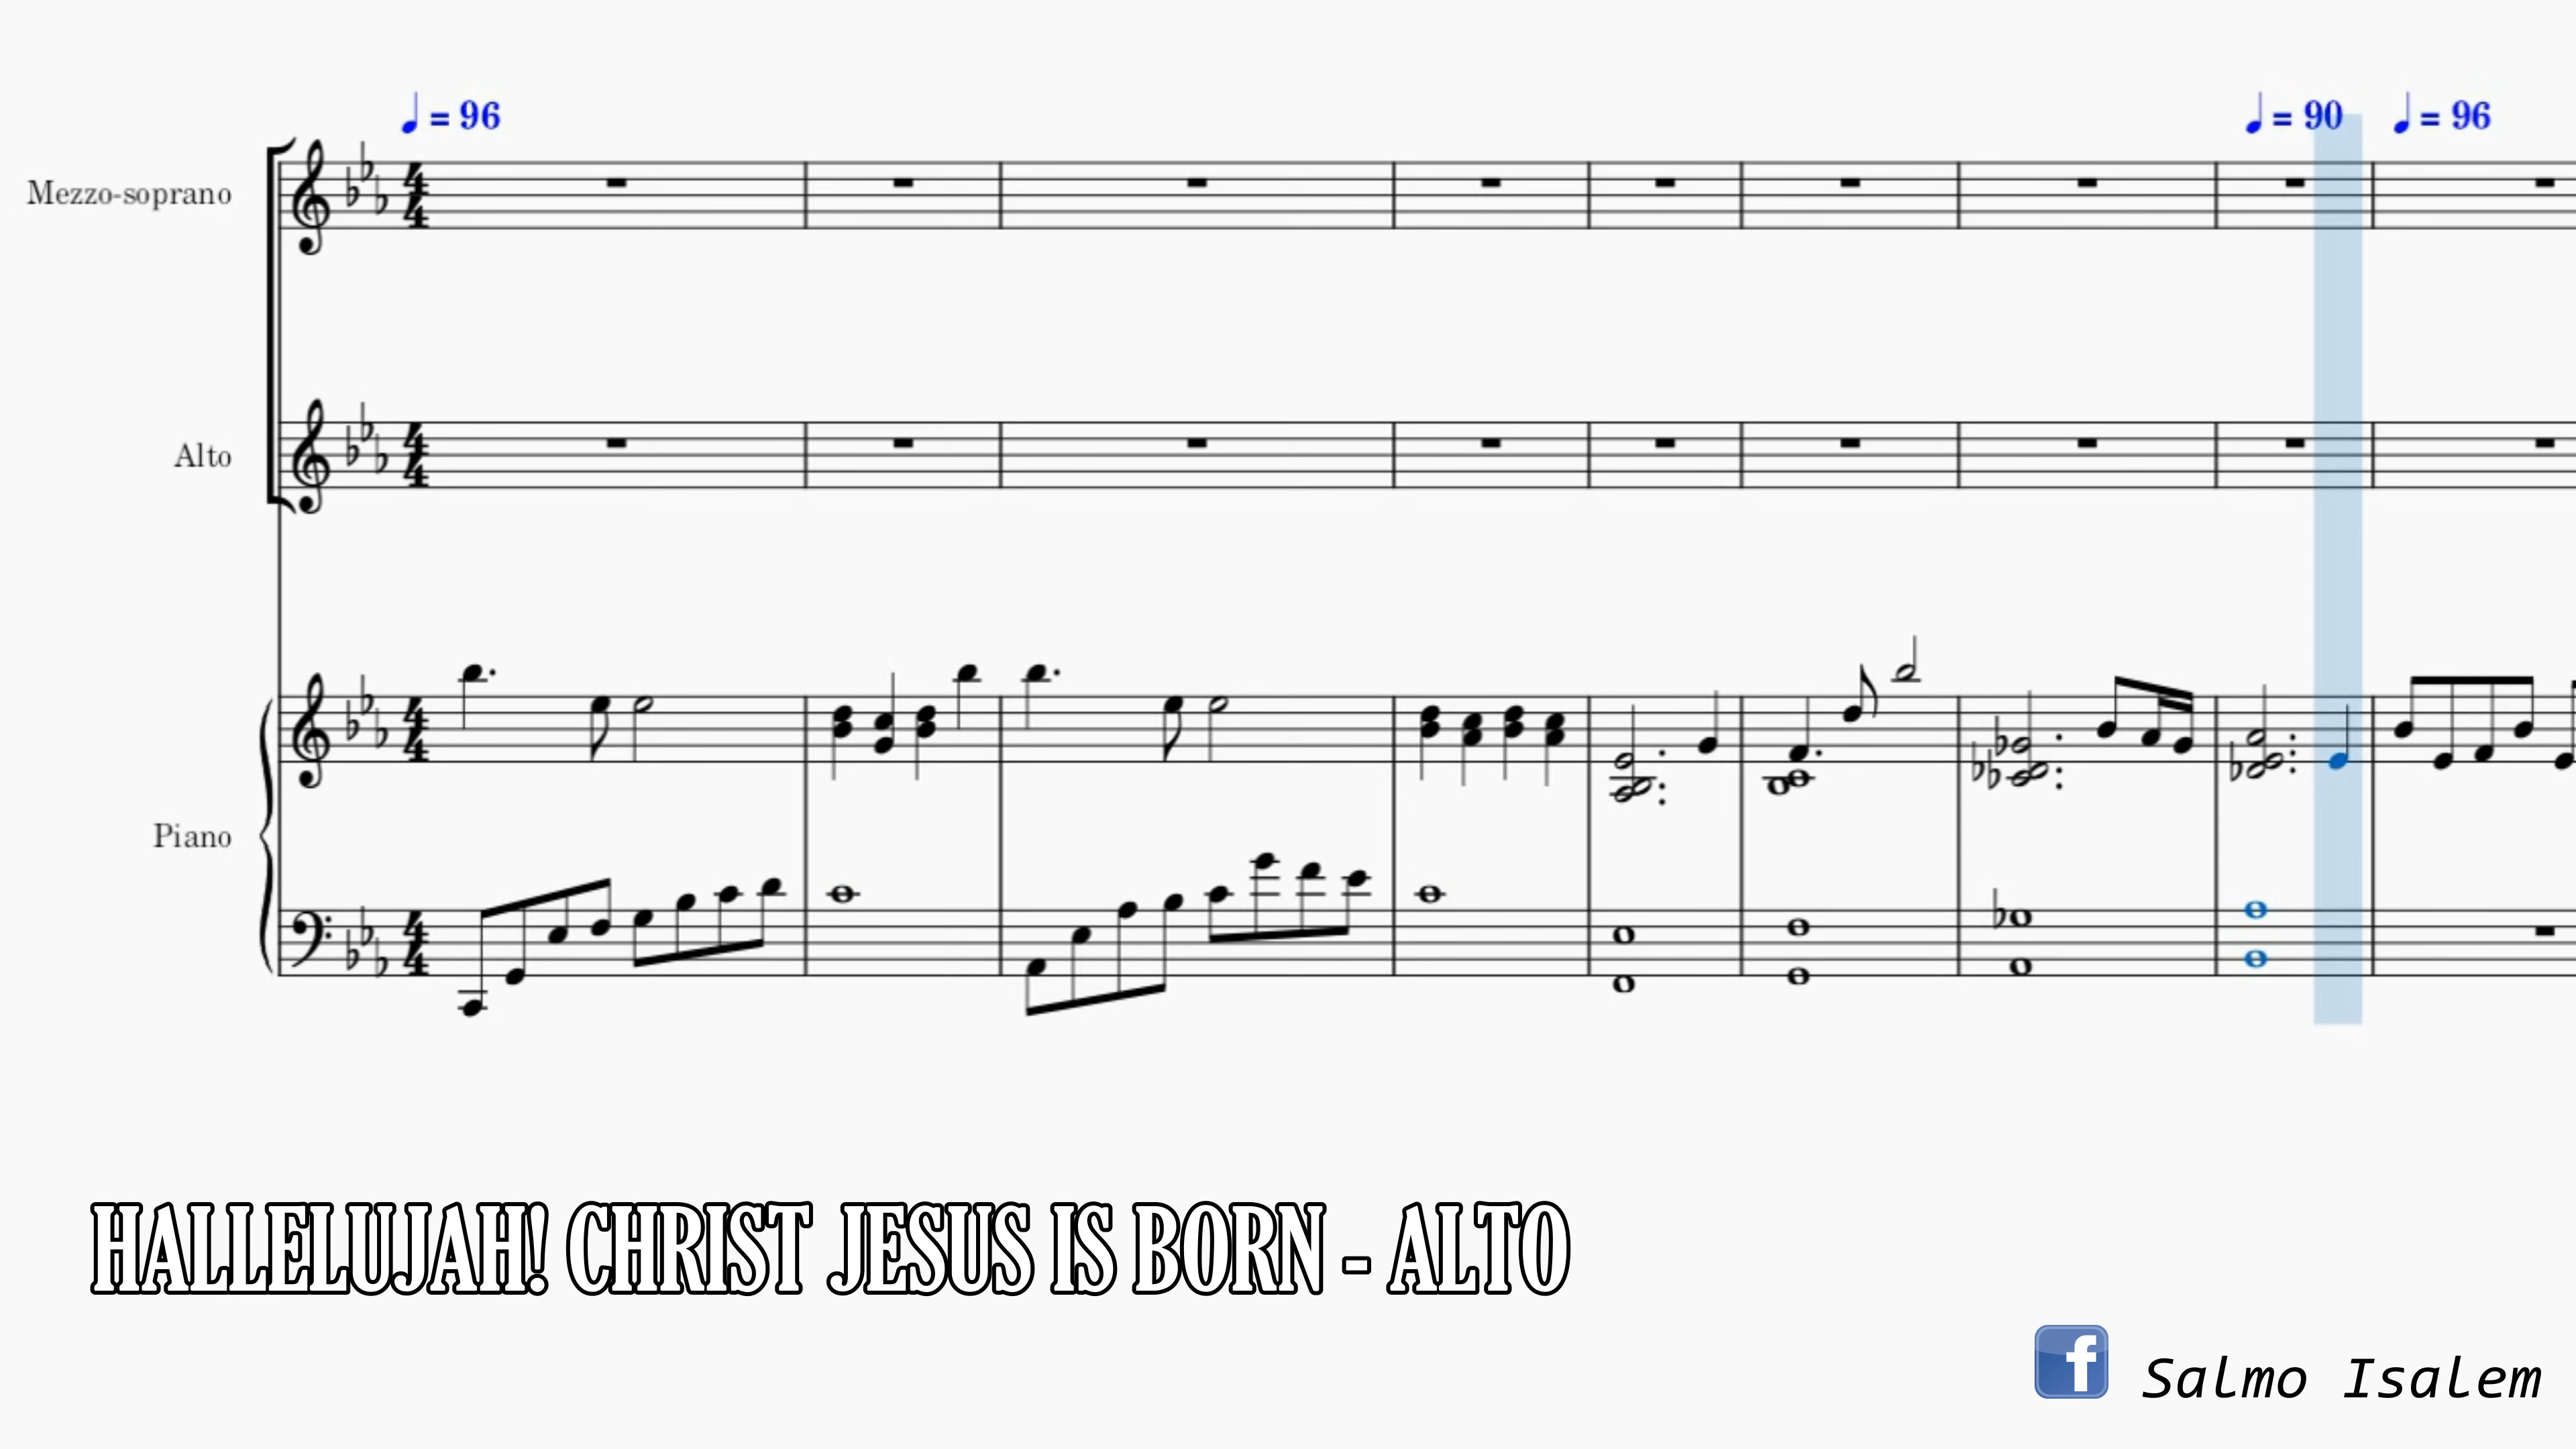 ♩ = 96
♩ = 90
♩ = 96
Mezzo-soprano
Alto
Piano
HALLELUJAH! CHRIST JESUS IS BORN - ALTO
f Salmo Isalem